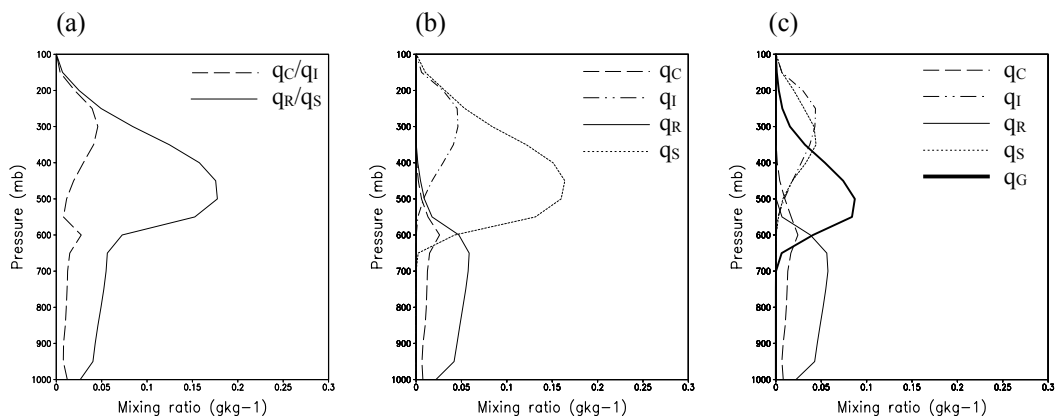 (a)
(b)
(c)
qC/qI
qR/qS
100
200
300
400
500
600
700
800
900
1000
Pressure (mb)
0
0.05
0.1
0.15
0.2
0.25
0.3
Mixing ratio (gkg-1)
qC
qI
qR
qS
100
200
300
400
500
600
700
800
900
1000
Pressure (mb)
0
0.05
0.1
0.15
0.2
0.25
0.3
Mixing ratio (gkg-1)
qC
qI
qR
qS
qG
100
200
300
400
500
600
700
800
900
1000
Pressure (mb)
0
0.05
0.1
0.15
0.2
0.25
0.3
Mixing ratio (gkg-1)